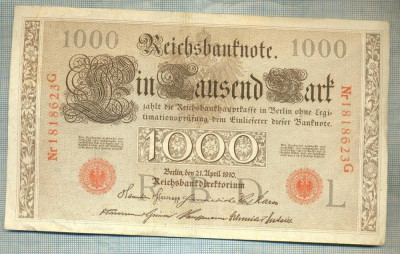 1000 Reichsbanknote. 1000
Ein Tausend Mark
zahlt die Reichsbankhauptkasse in Berlin ohne Legi-
timationsprüfung dem Einlieferer dieser Banknote.
Nr1818623G
Nr1818623G
1000
Berlin, den 21. April 1910.
Reichsbankdirektorium
R B D L